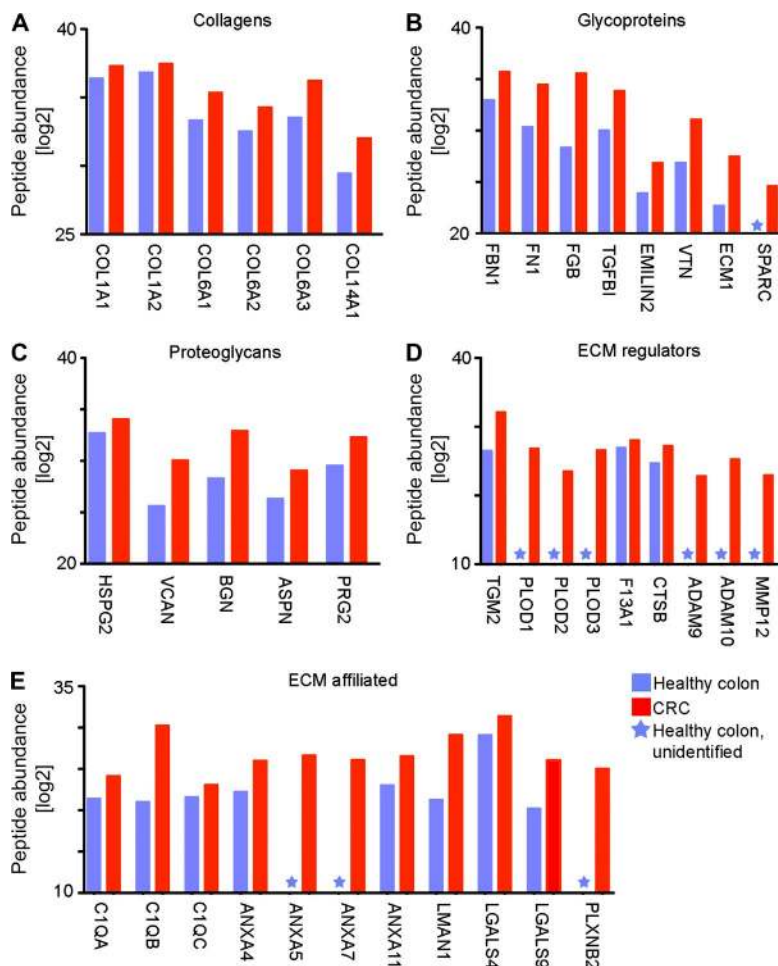 A
Collagens
40
Peptide abundance
[log2]
25
COL1A1
COL1A2
COL6A1
COL6A2
COL6A3
COL14A1
B
Glycoproteins
40
Peptide abundance
[log2]
20
FBN1
FN1
FGB
TGFBI
EMILIN2
VTN
ECM1
SPARC
C
Proteoglycans
40
Peptide abundance
[log2]
20
HSPG2
VCAN
BGN
ASPN
PRG2
D
ECM regulators
40
Peptide abundance
[log2]
10
TGM2
PLOD1
PLOD2
PLOD3
F13A1
CTSB
ADAM9
ADAM10
MMP12
E
ECM affiliated
35
Peptide abundance
[log2]
10
C1QA
C1QB
C1QC
ANXA4
ANXA5
ANXA7
ANXA11
LMAN1
LGALS4
LGALS9
PLXNB2
Healthy colon
CRC
Healthy colon,
unidentified